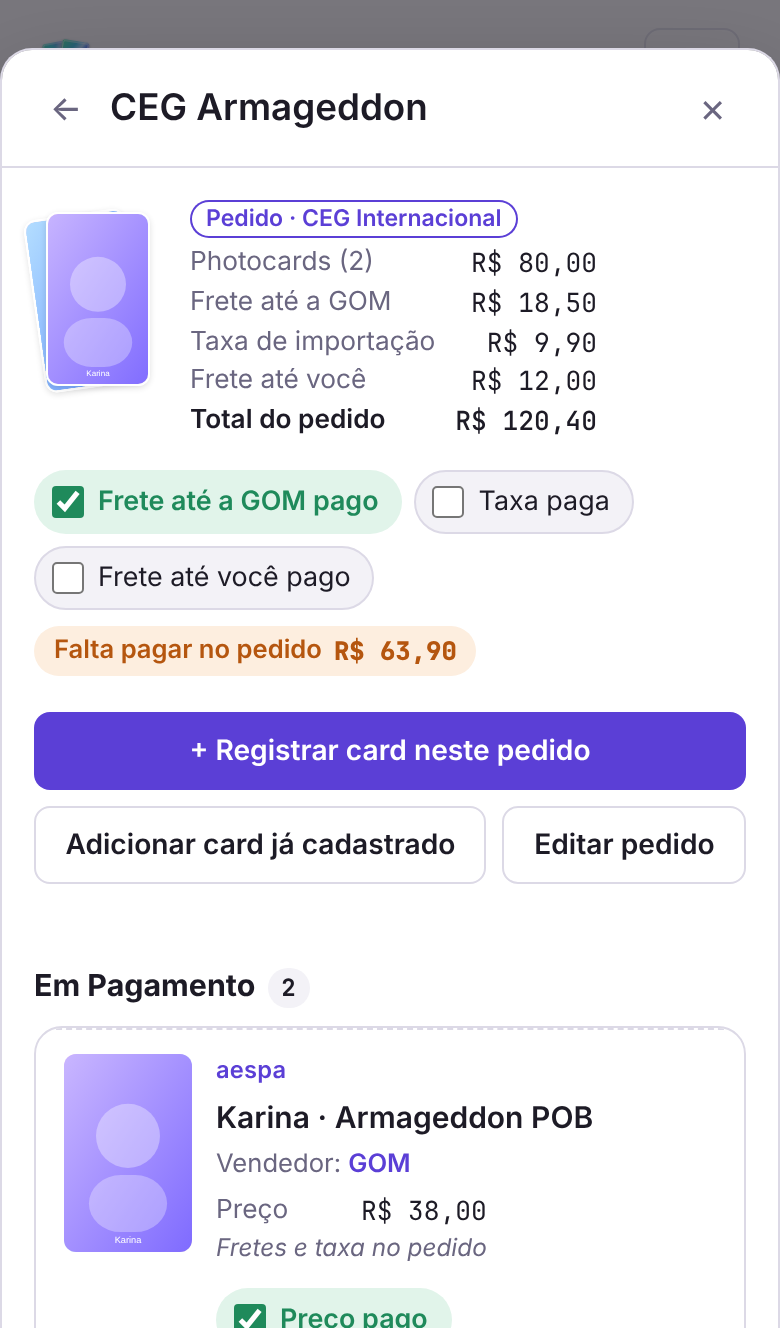 ← CEG Armageddon ×
Pedido · CEG Internacional
Photocards (2) R$ 80,00
Frete até a GOM R$ 18,50
Taxa de importação R$ 9,90
Frete até você R$ 12,00
Total do pedido R$ 120,40
Karina
Frete até a GOM pago
Taxa paga
Frete até você pago
Falta pagar no pedido R$ 63,90
+ Registrar card neste pedido
Adicionar card já cadastrado
Editar pedido
Em Pagamento 2
aespa
Karina · Armageddon POB
Vendedor: GOM
Preço R$ 38,00
Fretes e taxa no pedido
Karina
Preço pago